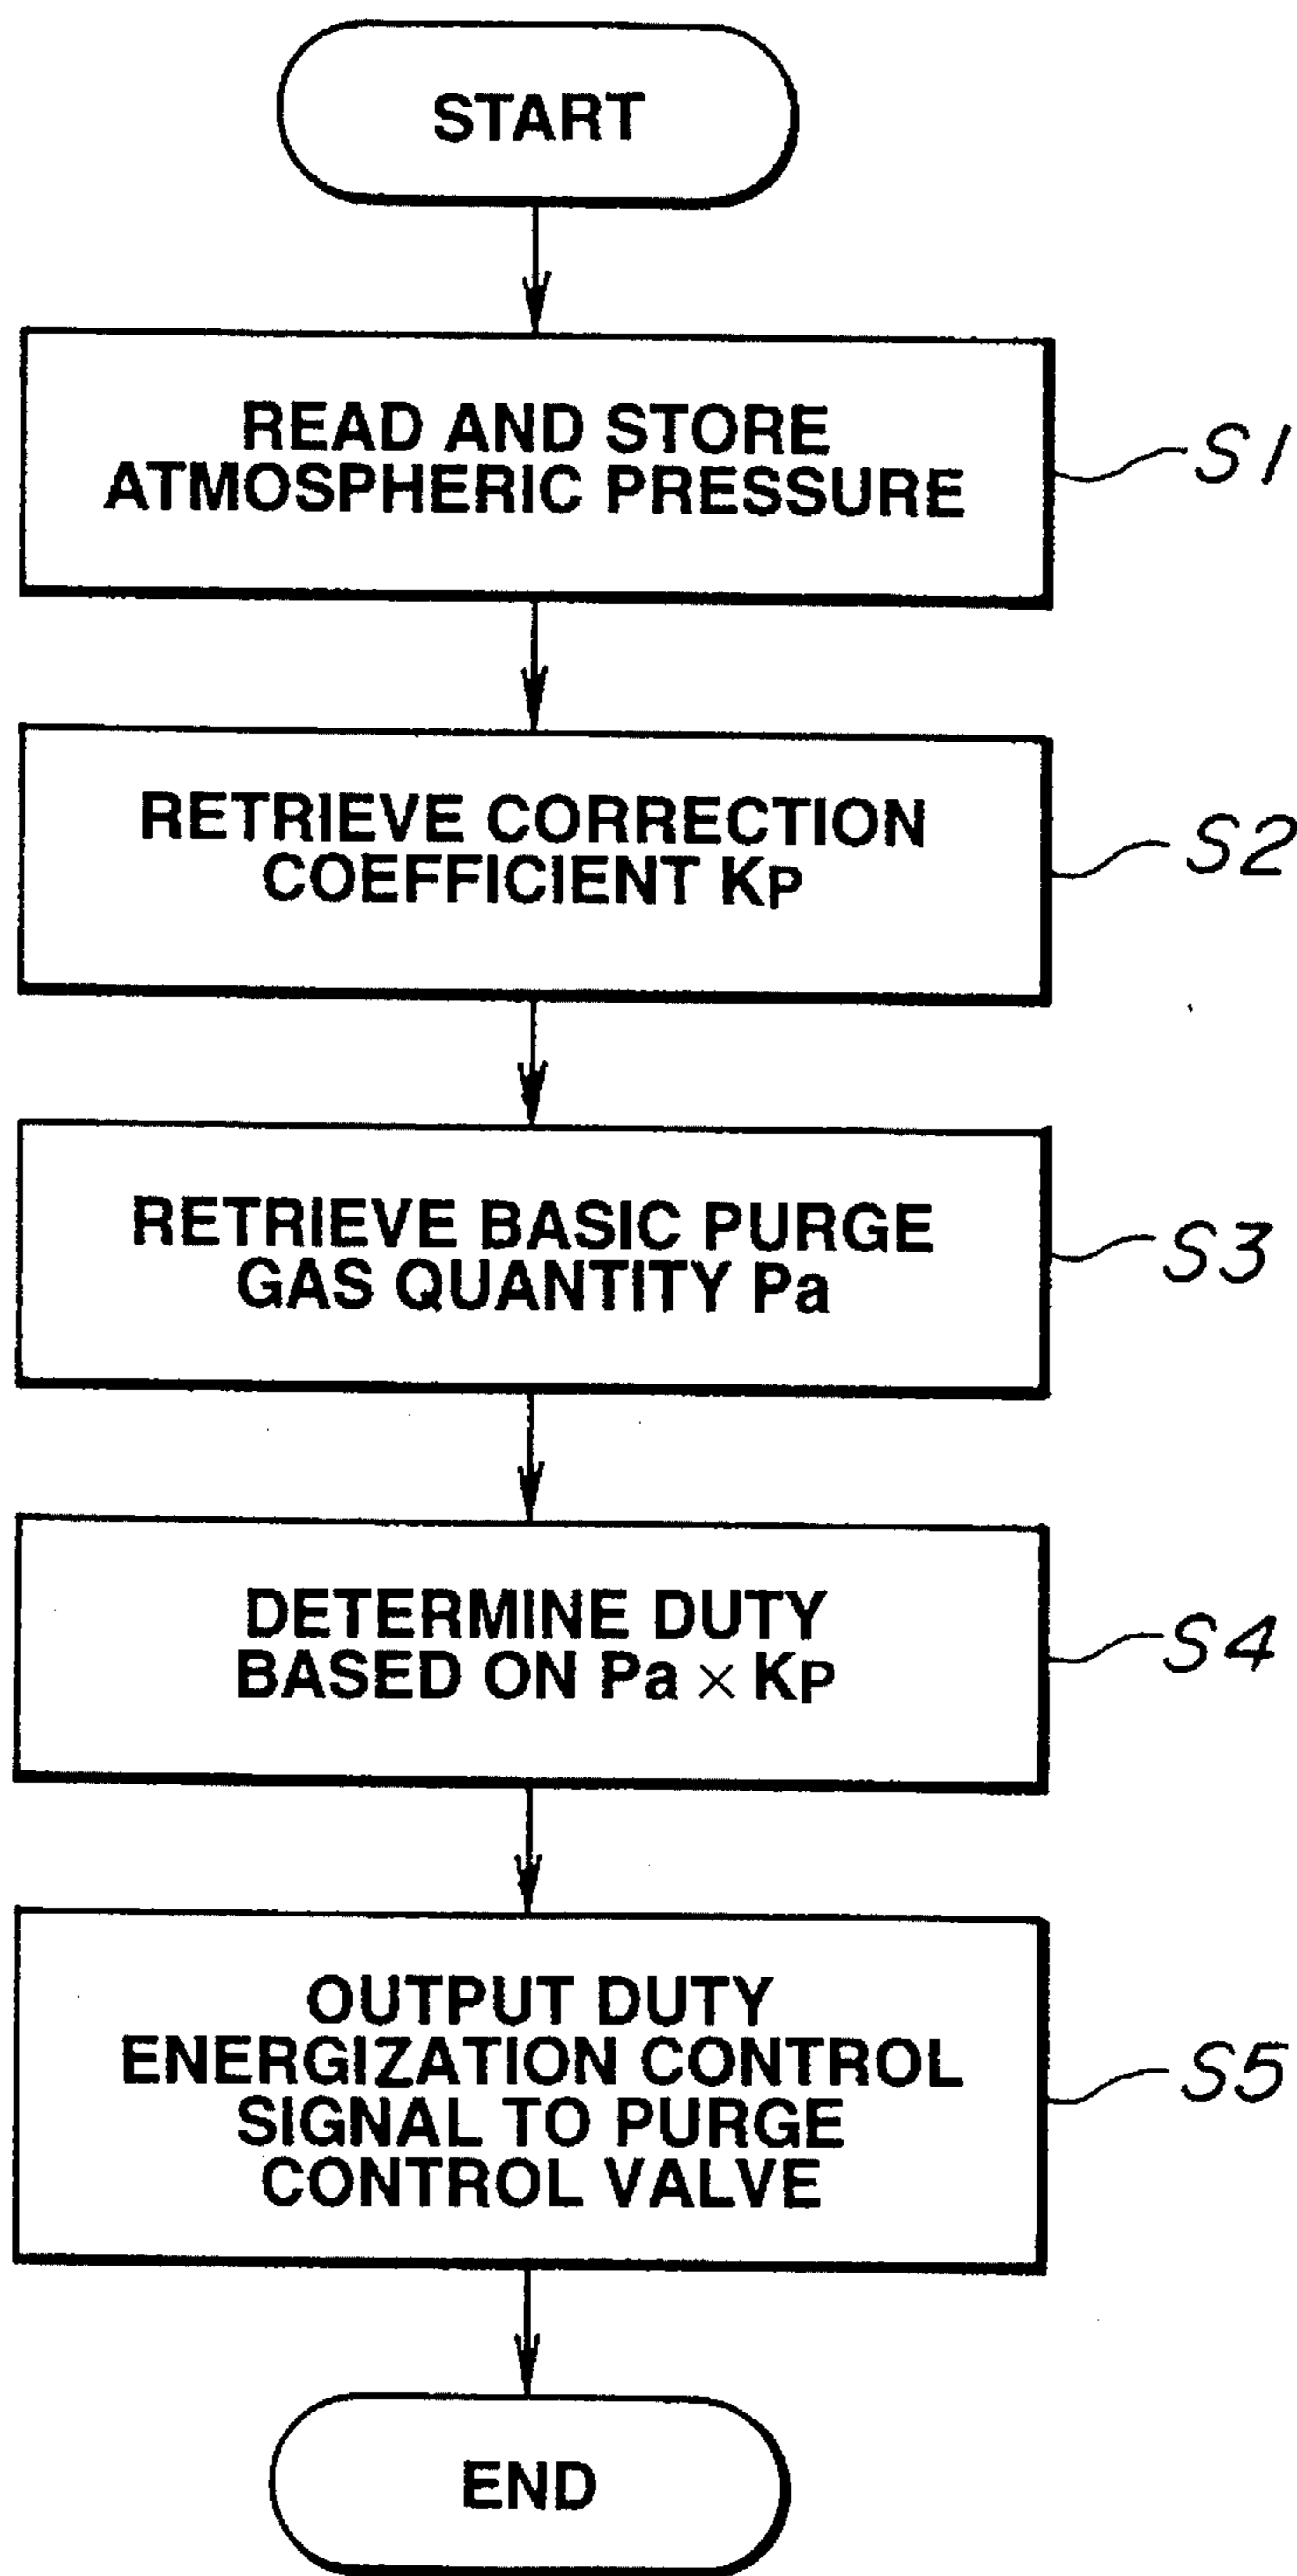 START
READ AND STORE
ATMOSPHERIC PRESSURE
S1
RETRIEVE CORRECTION
COEFFICIENT KP
S2
RETRIEVE BASIC PURGE
GAS QUANTITY Pa
S3
DETERMINE DUTY
BASED ON Pa × KP
S4
OUTPUT DUTY
ENERGIZATION CONTROL
SIGNAL TO PURGE
CONTROL VALVE
S5
END